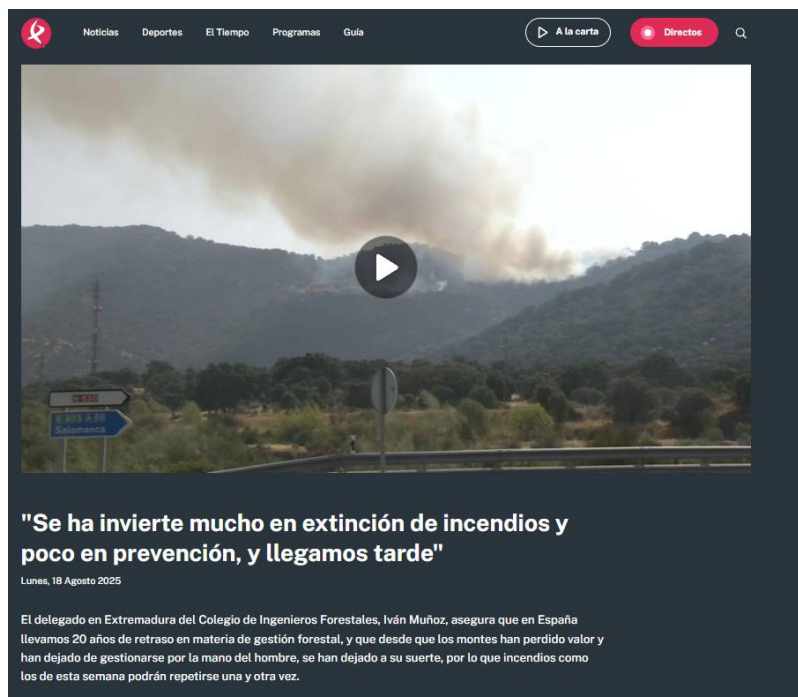 Noticias
Deportes
El Tiempo
Programas
Guía
A la carta
Directos
N-630
E-803 A-66
Salamanca
"Se ha invierte mucho en extinción de incendios y
poco en prevención, y llegamos tarde"
Lunes, 18 Agosto 2025
El delegado en Extremadura del Colegio de Ingenieros Forestales, Iván Muñoz, asegura que en España
llevamos 20 años de retraso en materia de gestión forestal, y que desde que los montes han perdido valor y
han dejado de gestionarse por la mano del hombre, se han dejado a su suerte, por lo que incendios como
los de esta semana podrán repetirse una y otra vez.